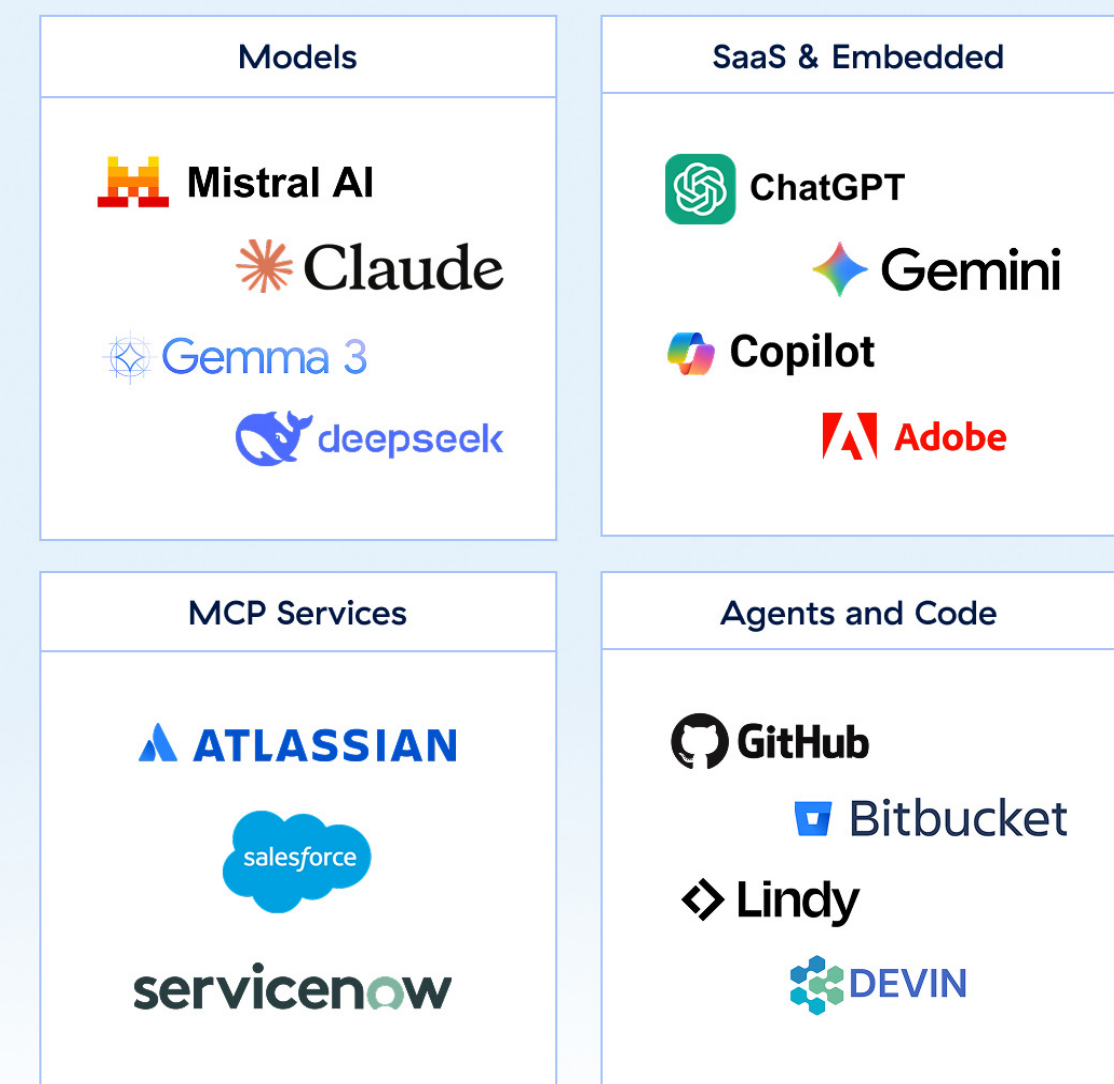 Models
Mistral AI
Claude
Gemma 3
deepseek
SaaS & Embedded
ChatGPT
Gemini
Copilot
Adobe
MCP Services
ATLASSIAN
salesforce
servicenow
Agents and Code
GitHub
Bitbucket
Lindy
DEVIN